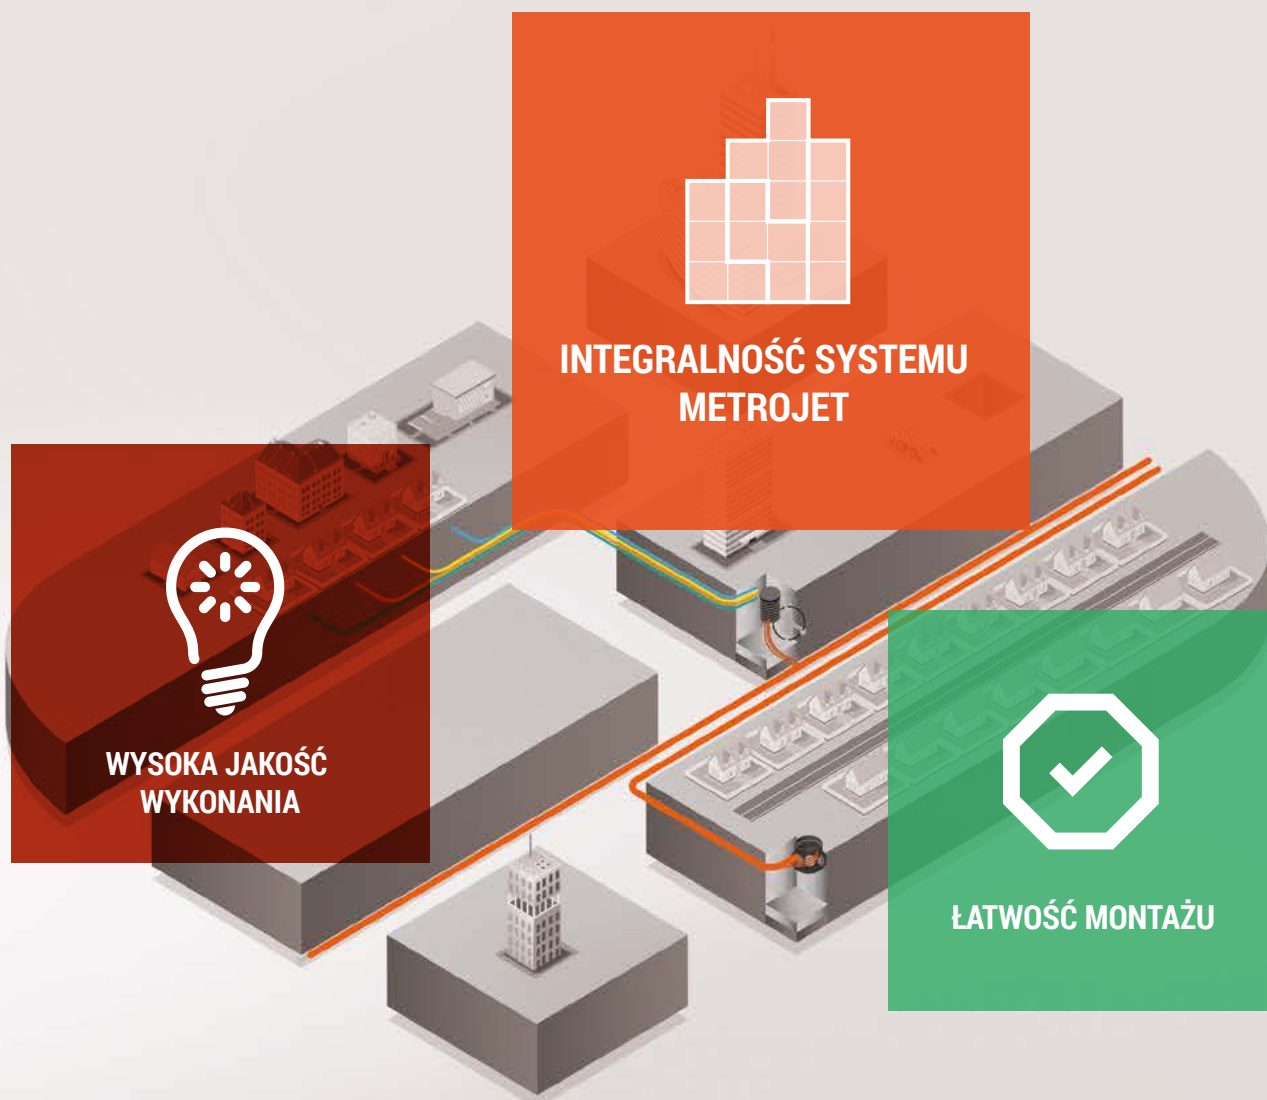 INTEGRALNOŚĆ SYSTEMU
METROJET
WYSOKA JAKOŚĆ
WYKONANIA
ŁATWOŚĆ MONTAŻU